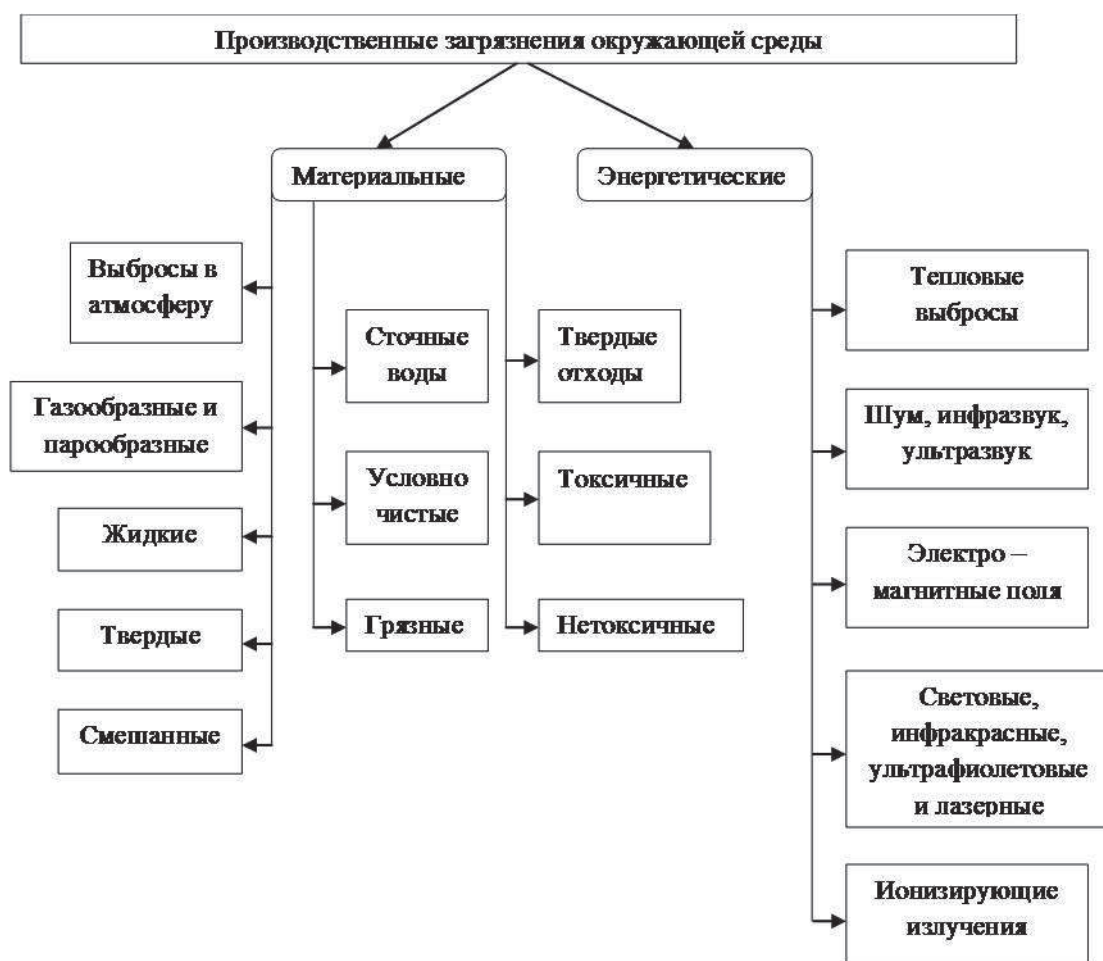 Производственные загрязнения окружающей среды
Материальные
Энергетические
Выбросы в
атмосферу
Газообразные и
парообразные
Жидкие
Твердые
Смешанные
Сточные
воды
Условно
чистые
Грязные
Твердые
отходы
Токсичные
Нетоксичные
Тепловые
выбросы
Шум, инфразвук,
ультразвук
Электро –
магнитные поля
Световые,
инфракрасные,
ультрафиолетовые
и лазерные
Ионизирующие
излучения